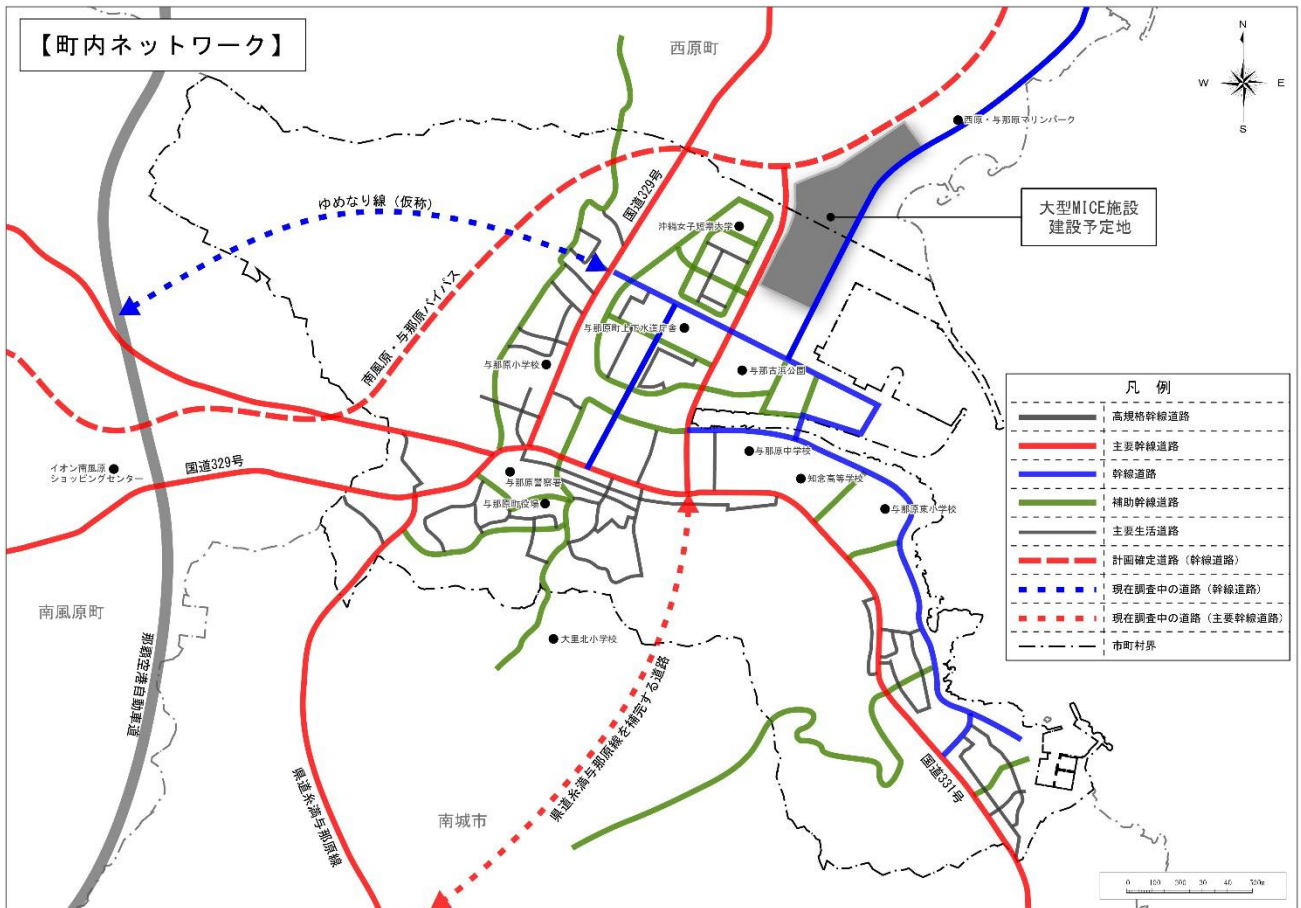 【町内ネットワーク】
西原町
N
W
E
S
西原・与那原マリンパーク
大型MICE施設
建設予定地
ゆめなり線（仮称）
国道329号
沖縄女子短期大学
南風原・与那原バイパス
与那原町上下水道庁舎
与那原小学校
与那古浜公園
イオン南風原
ショッピングセンター
国道329号
与那原警察署
与那原町役場
与那原中学校
知念高等学校
与那原東小学校
南風原町
大里北小学校
那覇空港自動車道
県道糸満与那原線
県道糸満与那原線を補完する道路
南城市
国道331号
凡 例
高規格幹線道路
主要幹線道路
幹線道路
補助幹線道路
主要生活道路
計画確定道路（幹線道路）
現在調査中の道路（幹線道路）
現在調査中の道路（主要幹線道路）
市町村界